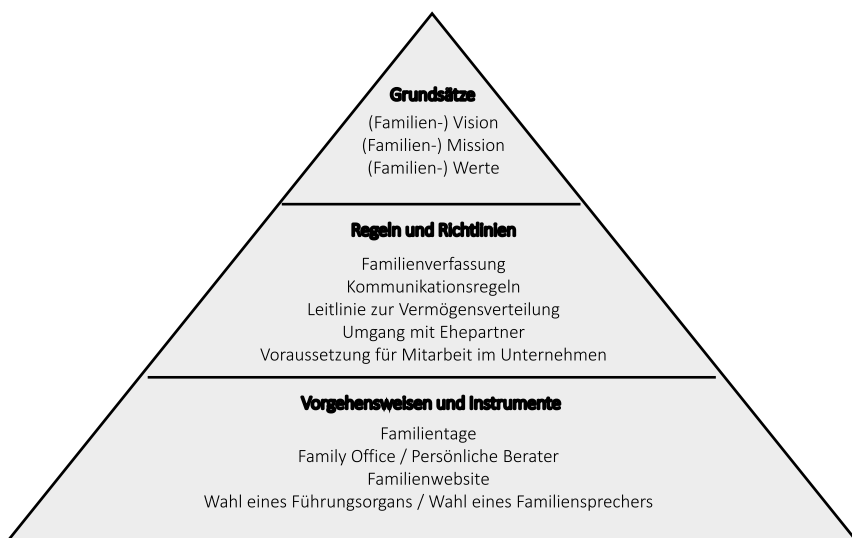 Grundsätze
(Familien-) Vision
(Familien-) Mission
(Familien-) Werte
Regeln und Richtlinien
Familienverfassung
Kommunikationsregeln
Leitlinie zur Vermögensverteilung
Umgang mit Ehepartner
Voraussetzung für Mitarbeit im Unternehmen
Vorgehensweisen und Instrumente
Familientage
Family Office / Persönliche Berater
Familienwebsite
Wahl eines Führungsorgans / Wahl eines Familiensprechers